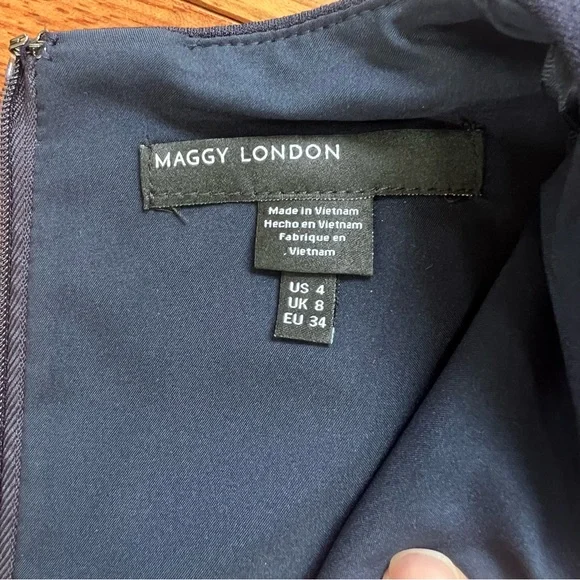 MAGGY LONDON
Made in Vietnam
Hecho en Vietnam
Fabrique en
Vietnam
US 4
UK 8
EU 34